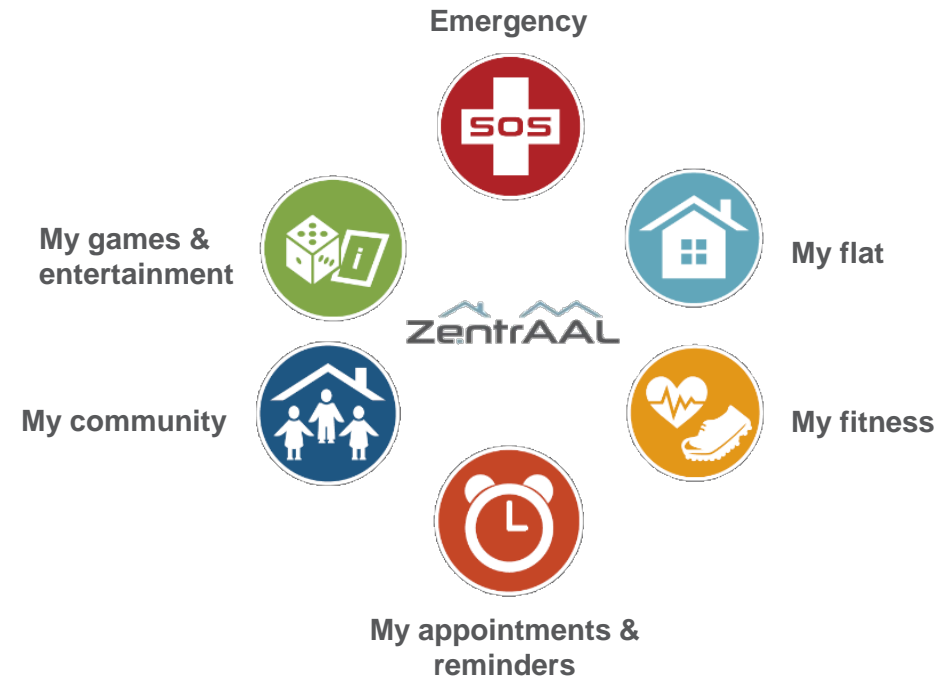 Emergency
SOS
My games &
entertainment
i
My flat
ZentrAAL
My community
My fitness
My appointments &
reminders